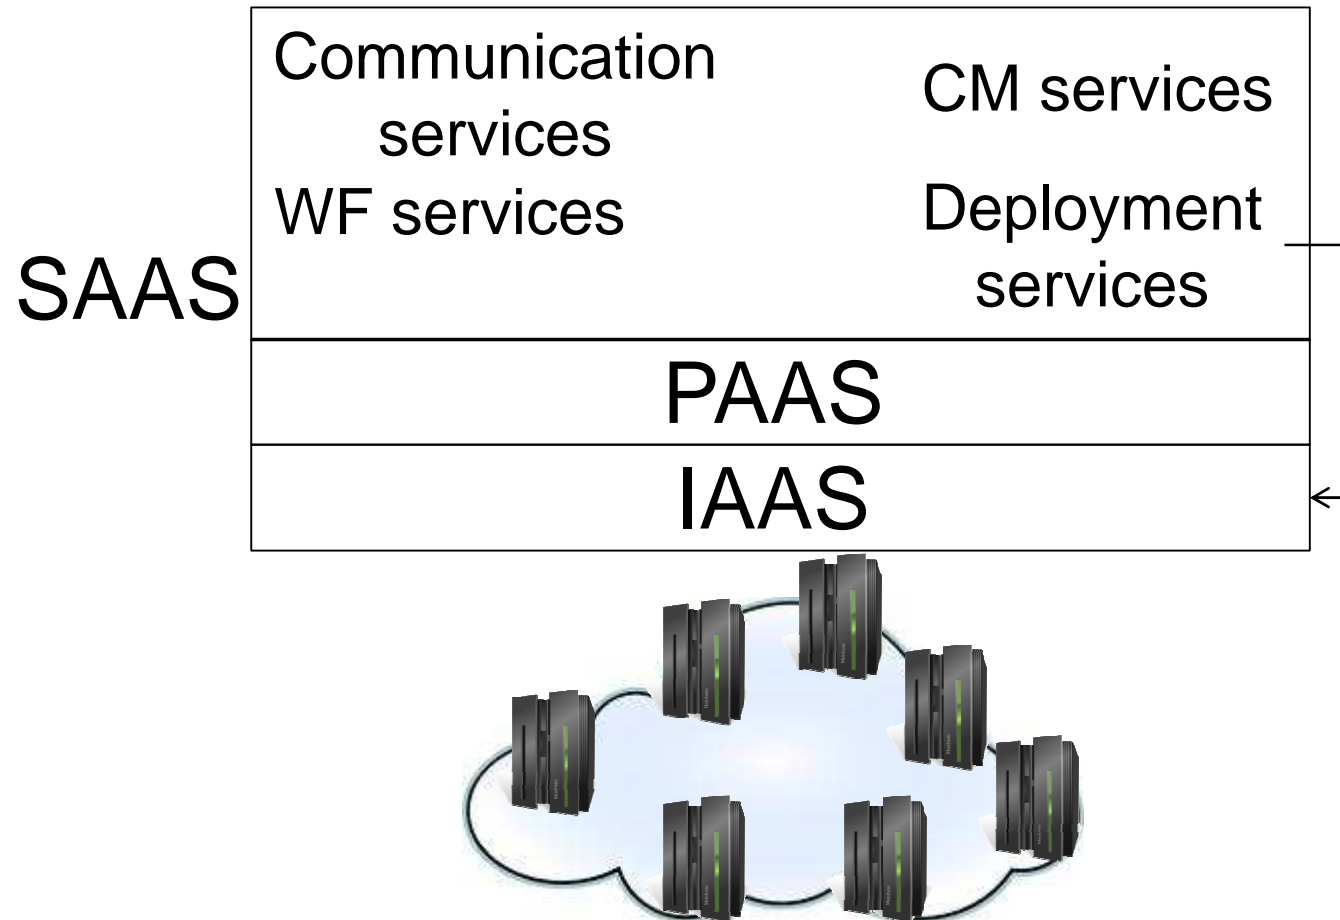 Communication
services
WF services
CM services
Deployment
services
SAAS
PAAS
IAAS